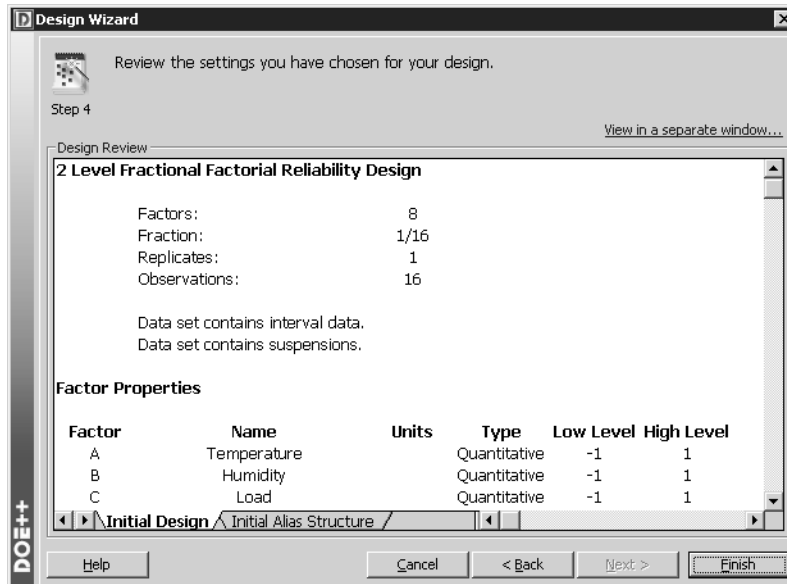 Design Wizard
Review the settings you have chosen for your design.
Step 4
View in a separate window...
Design Review
2 Level Fractional Factorial Reliability Design
Factors: 8
Fraction: 1/16
Replicates: 1
Observations: 16
Data set contains interval data.
Data set contains suspensions.
Factor Properties
Factor Name Units Type Low Level High Level
A Temperature Quantitative -1 1
B Humidity Quantitative -1 1
C Load Quantitative -1 1
Initial Design Initial Alias Structure
DOE++
Help Cancel < Back Next > Finish